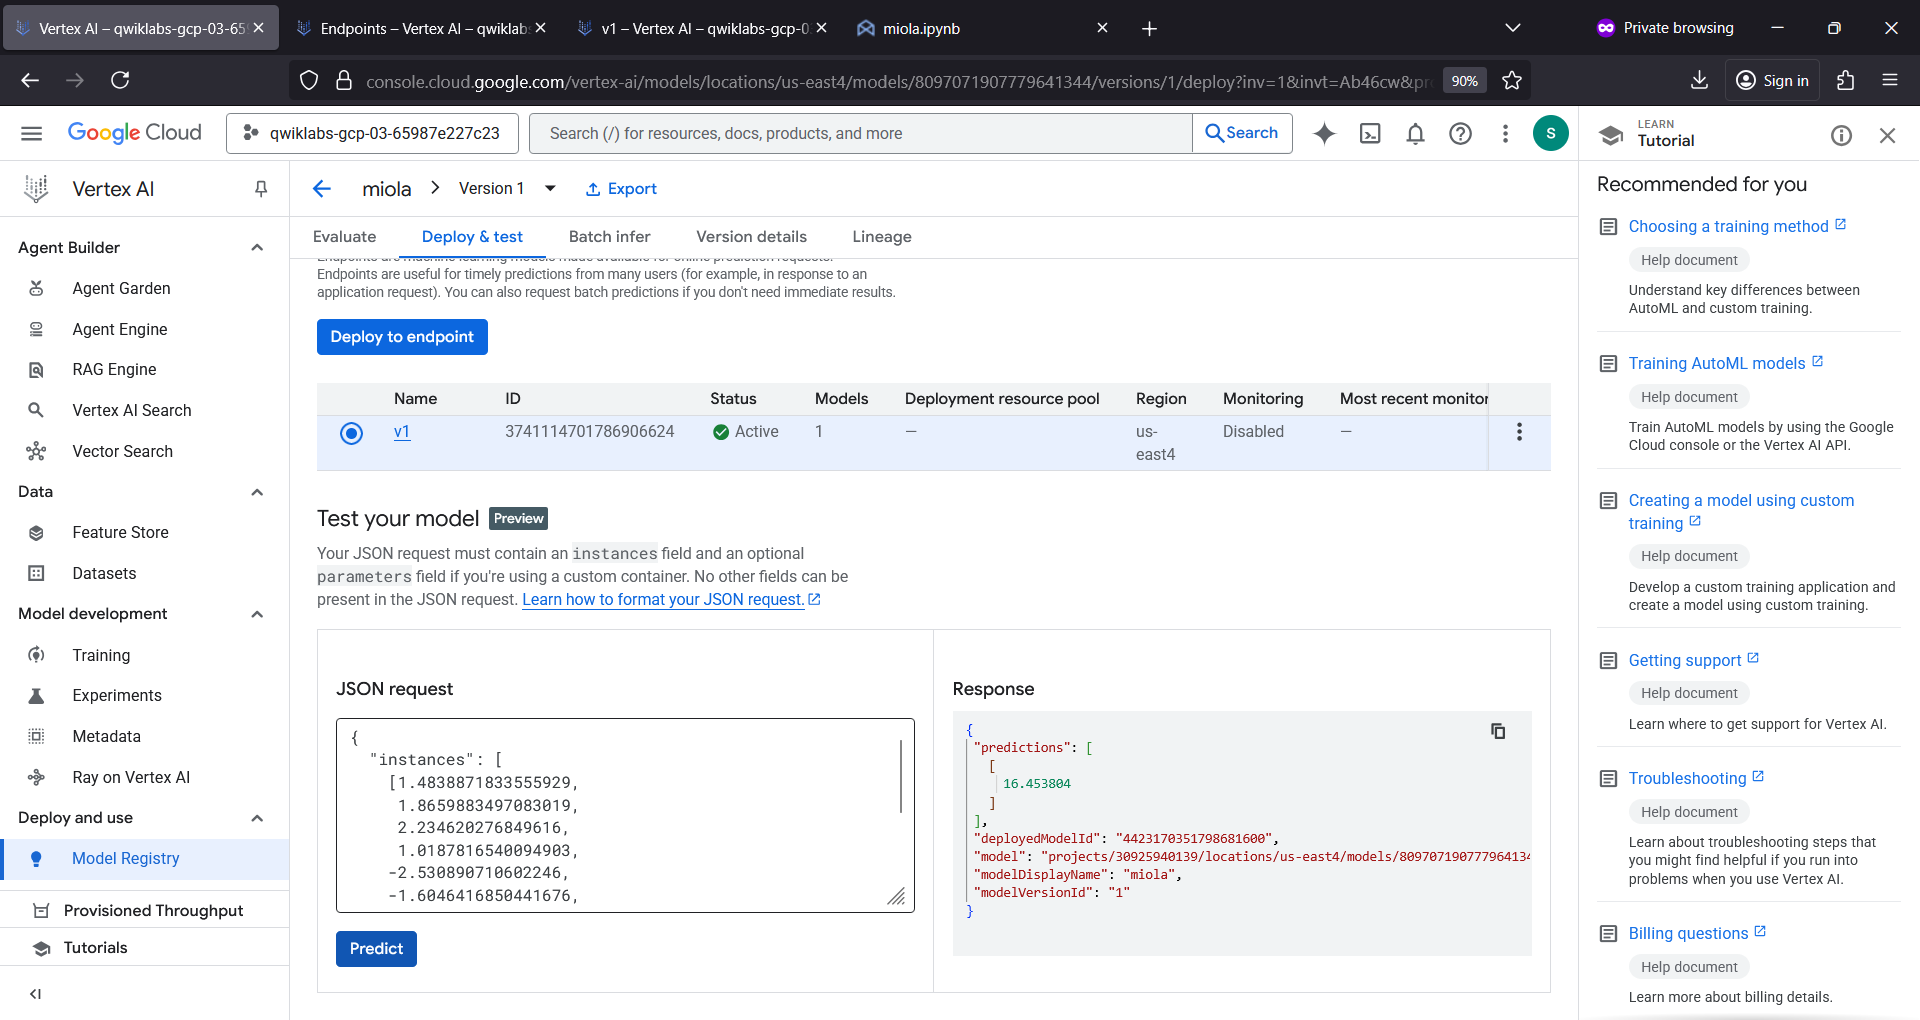 Vertex AI – qwiklabs-gcp-03-65
Endpoints – Vertex AI – qwiklab
v1 – Vertex AI – qwiklabs-gcp-0
miola.ipynb
Private browsing
console.cloud.google.com/vertex-ai/models/locations/us-east4/models/8097071907779641344/versions/1/deploy?inv=1&invt=Ab46cw&pr
90%
Sign in
Google Cloud
qwiklabs-gcp-03-65987e227c23
Search (/) for resources, docs, products, and more
Search
S
LEARN
Tutorial
Vertex AI
Agent Builder
Agent Garden
Agent Engine
RAG Engine
Vertex AI Search
Vector Search
Data
Feature Store
Datasets
Model development
Training
Experiments
Metadata
Ray on Vertex AI
Deploy and use
Model Registry
Provisioned Throughput
Tutorials
miola
Version 1
Export
Evaluate
Deploy & test
Batch infer
Version details
Lineage
Endpoints are machine learning models made available for online prediction requests.
Endpoints are useful for timely predictions from many users (for example, in response to an
application request). You can also request batch predictions if you don't need immediate results.
Deploy to endpoint
Name ID Status Models Deployment resource pool Region Monitoring Most recent monitor
v1 3741114701786906624 Active 1 — us- Disabled —
east4
Test your model Preview
Your JSON request must contain an instances field and an optional
parameters field if you're using a custom container. No other fields can be
present in the JSON request. Learn how to format your JSON request.
JSON request
{
"instances": [
[1.4838871833555929,
1.8659883497083019,
2.234620276849616,
1.0187816540094903,
-2.530890710602246,
-1.6046416850441676,
Predict
Response
{
"predictions": [
[
16.453804
]
],
"deployedModelId": "4423170351798681600",
"model": "projects/30925940139/locations/us-east4/models/80970719077796413​4
"modelDisplayName": "miola",
"modelVersionId": "1"
}
Recommended for you
Choosing a training method
Help document
Understand key differences between
AutoML and custom training.
Training AutoML models
Help document
Train AutoML models by using the Google
Cloud console or the Vertex AI API.
Creating a model using custom
training
Help document
Develop a custom training application and
create a model using custom training.
Getting support
Help document
Learn where to get support for Vertex AI.
Troubleshooting
Help document
Learn about troubleshooting steps that
you might find helpful if you run into
problems when you use Vertex AI.
Billing questions
Help document
Learn more about billing details.